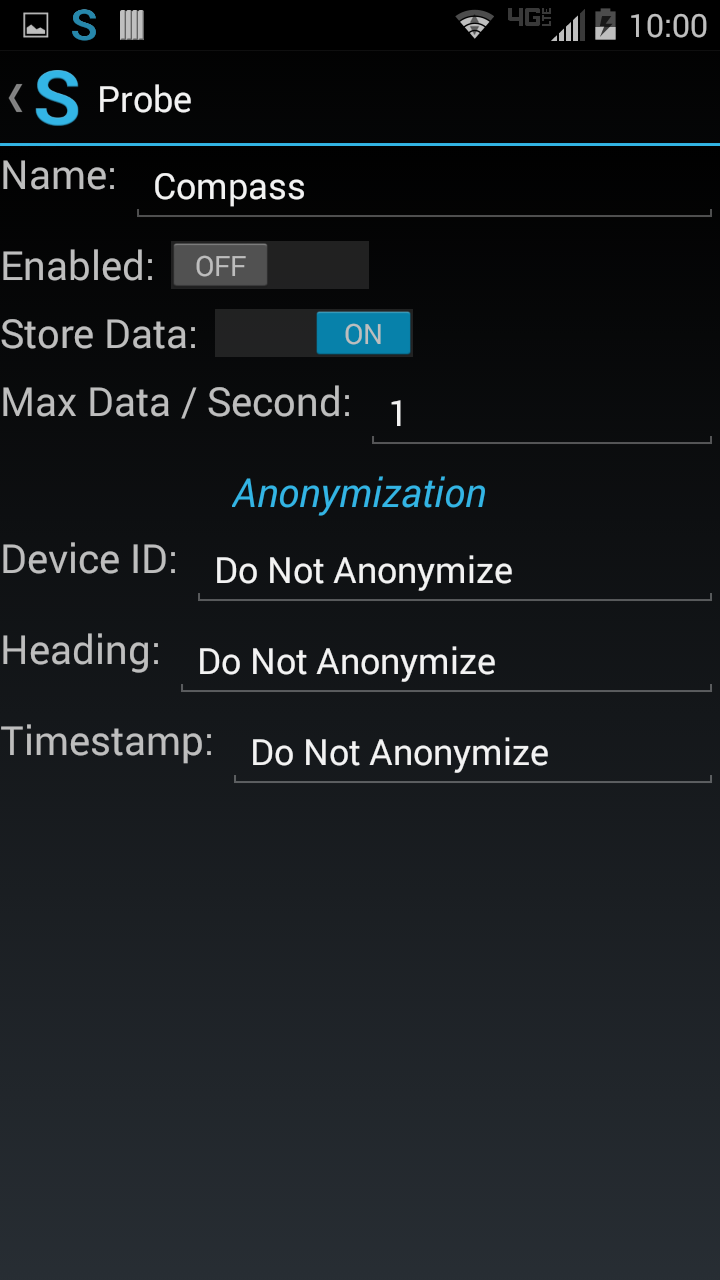 S 4G LTE 10:00
S Probe
Name: Compass
Enabled: OFF
Store Data: ON
Max Data / Second: 1
Anonymization
Device ID: Do Not Anonymize
Heading: Do Not Anonymize
Timestamp: Do Not Anonymize